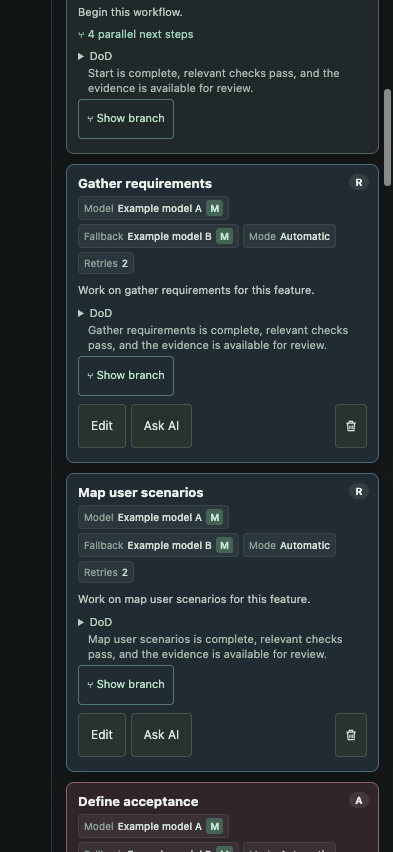 Begin this workflow.
4 parallel next steps
DoD
Start is complete, relevant checks pass, and the
evidence is available for review.
Show branch
Gather requirements R
Model Example model A M
Fallback Example model B M Mode Automatic
Retries 2
Work on gather requirements for this feature.
DoD
Gather requirements is complete, relevant checks
pass, and the evidence is available for review.
Show branch
Edit Ask AI
Map user scenarios R
Model Example model A M
Fallback Example model B M Mode Automatic
Retries 2
Work on map user scenarios for this feature.
DoD
Map user scenarios is complete, relevant checks
pass, and the evidence is available for review.
Show branch
Edit Ask AI
Define acceptance A
Model Example model A M
Fallback Example model B M Mode Automatic